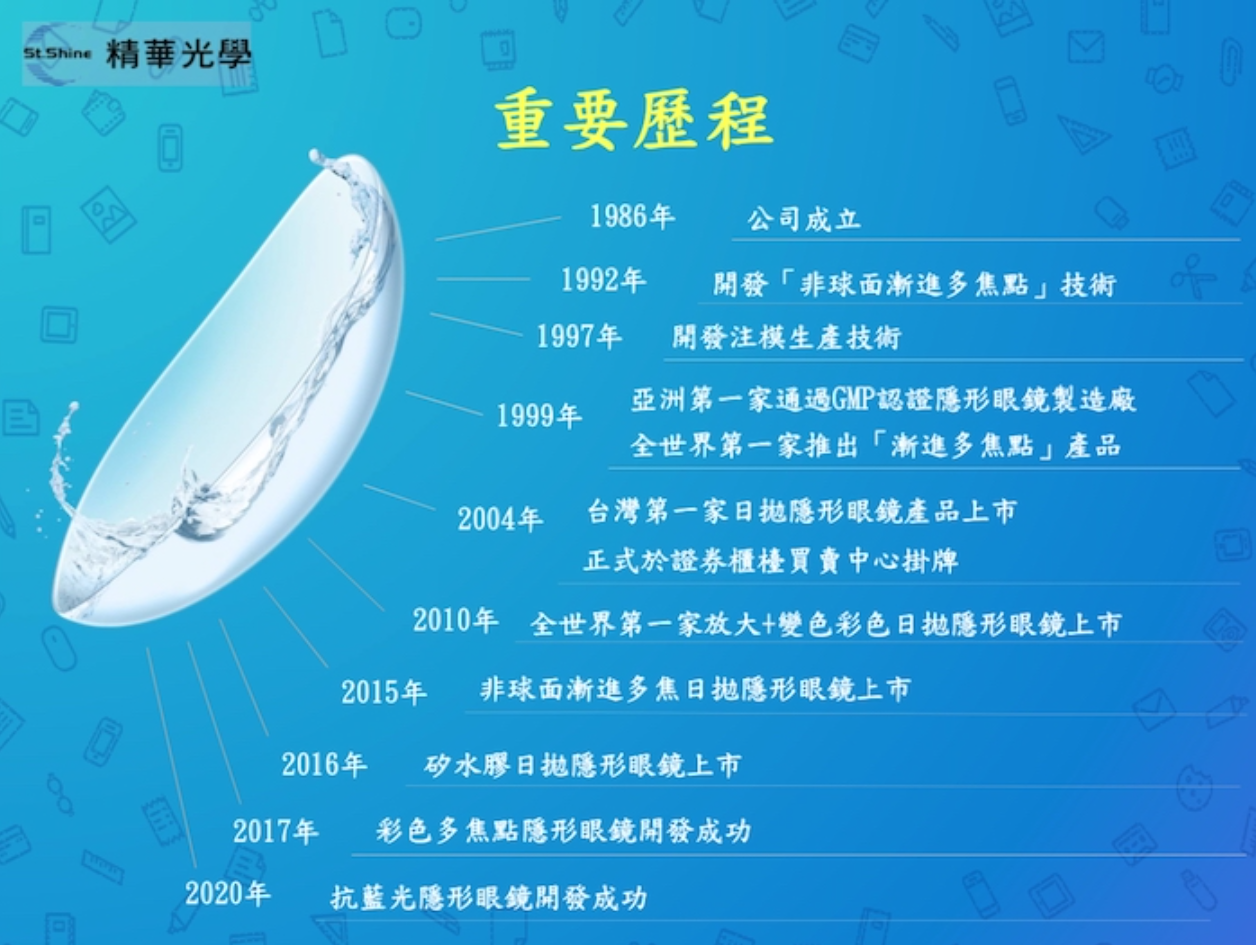 St.Shine 精華光學
重要歷程
1986年 公司成立
1992年 開發「非球面漸進多焦點」技術
1997年 開發注模生產技術
1999年 亞洲第一家通過GMP認證隱形眼鏡製造廠
全世界第一家推出「漸進多焦點」產品
2004年 台灣第一家日拋隱形眼鏡產品上市
正式於證券櫃檯買賣中心掛牌
2010年 全世界第一家放大+變色彩色日拋隱形眼鏡上市
2015年 非球面漸進多焦日拋隱形眼鏡上市
2016年 矽水膠日拋隱形眼鏡上市
2017年 彩色多焦點隱形眼鏡開發成功
2020年 抗藍光隱形眼鏡開發成功